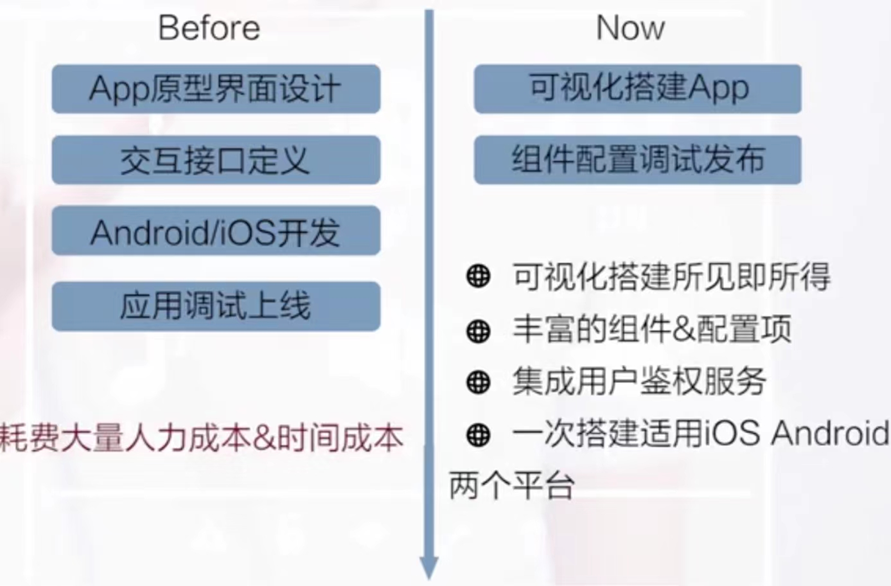 Before
App原型界面设计
交互接口定义
Android/iOS开发
应用调试上线
耗费大量人力成本&时间成本
Now
可视化搭建App
组件配置调试发布
可视化搭建所见即所得
丰富的组件&配置项
集成用户鉴权服务
一次搭建适用iOS Android
两个平台